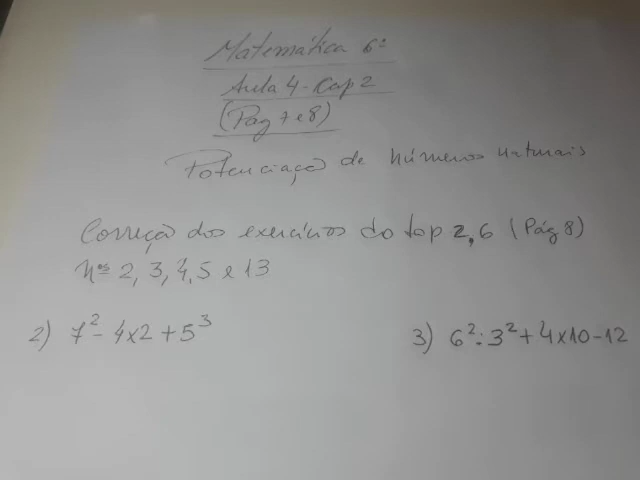 Matemática 6º
Aula 4 - Cap 2
(Pág 7 e 8)
Potenciação de números naturais
Correção dos exercícios do top 2,6 (Pág 8)
Nºs 2, 3, 4, 5 e 13
2) 7² - 4x2 + 5³
3) 6² : 3² + 4x10 - 12